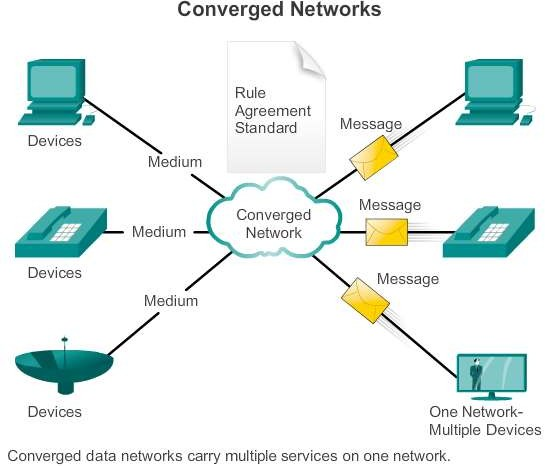 Converged Networks
Rule
Agreement
Standard
Message
Devices
Medium
Converged
Network
Medium
Message
Devices
Medium
Message
Devices
One Network-
Multiple Devices
Converged data networks carry multiple services on one network.